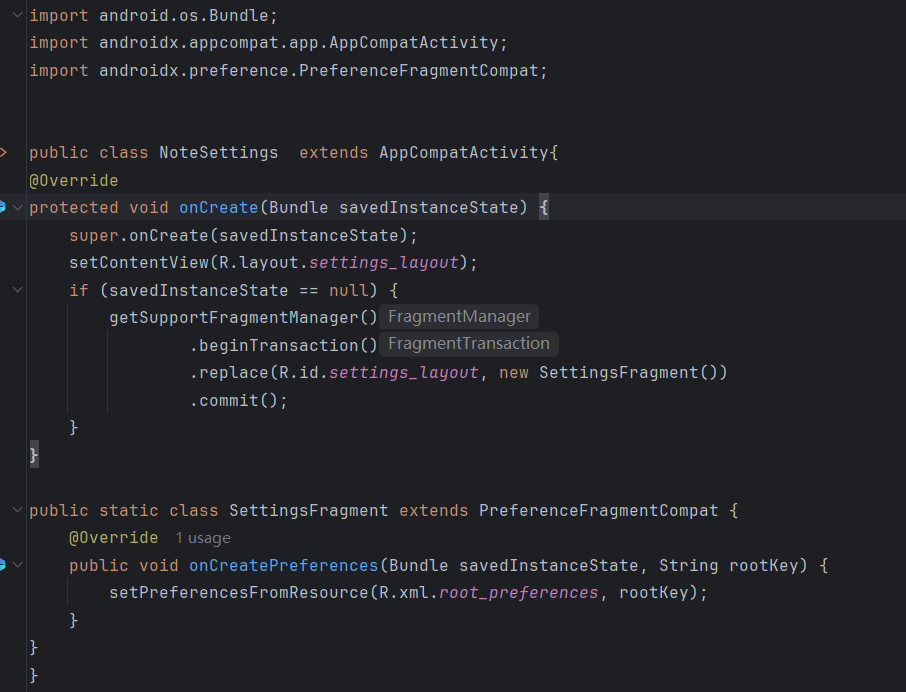 import android.os.Bundle;
import androidx.appcompat.app.AppCompatActivity;
import androidx.preference.PreferenceFragmentCompat;
public class NoteSettings  extends AppCompatActivity{
@Override
protected void onCreate(Bundle savedInstanceState) {
    super.onCreate(savedInstanceState);
    setContentView(R.layout.settings_layout);
    if (savedInstanceState == null) {
        getSupportFragmentManager() FragmentManager
                .beginTransaction() FragmentTransaction
                .replace(R.id.settings_layout, new SettingsFragment())
                .commit();
    }
}
public static class SettingsFragment extends PreferenceFragmentCompat {
    @Override 1 usage
    public void onCreatePreferences(Bundle savedInstanceState, String rootKey) {
        setPreferencesFromResource(R.xml.root_preferences, rootKey);
    }
}
}